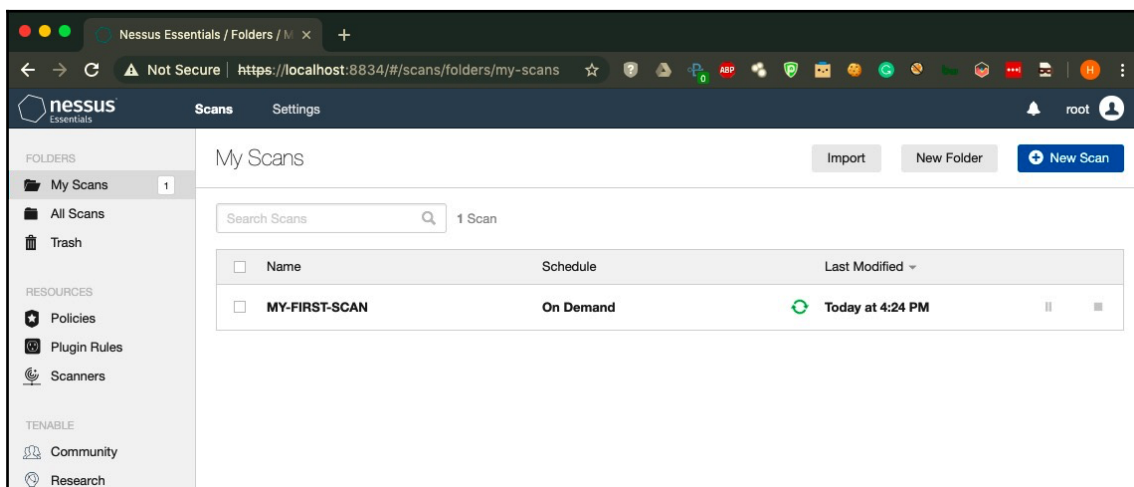 Nessus Essentials / Folders / M
Not Secure | https://localhost:8834/#/scans/folders/my-scans
ABP
0
G
H
nessus
Essentials
Scans Settings
root
FOLDERS
My Scans 1
All Scans
Trash
RESOURCES
Policies
Plugin Rules
Scanners
TENABLE
Community
Research
My Scans
Import New Folder New Scan
Search Scans 1 Scan
Name Schedule Last Modified
MY-FIRST-SCAN On Demand Today at 4:24 PM